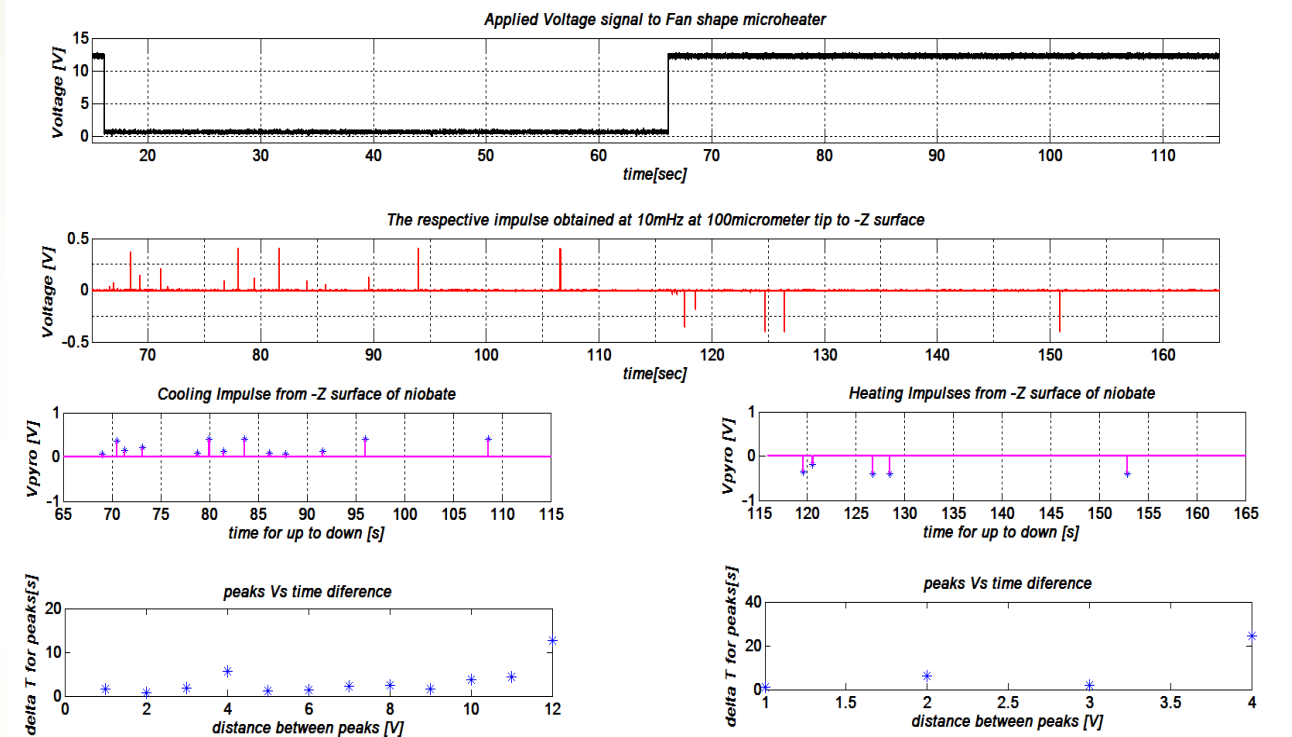 Applied Voltage signal to Fan shape microheater
Voltage [V]
15
10
5
0
20 30 40 50 60 70 80 90 100 110
time[sec]
The respective impulse obtained at 10mHz at 100micrometer tip to -Z surface
Voltage [V]
0.5
0
-0.5
70 80 90 100 110 120 130 140 150 160
time[sec]
Cooling Impulse from -Z surface of niobate
Vpyro [V]
1
0
-1
65 70 75 80 85 90 95 100 105 110 115
time for up to down [s]
Heating Impulses from -Z surface of niobate
Vpyro [V]
1
0
-1
115 120 125 130 135 140 145 150 155 160 165
time for up to down [s]
peaks Vs time diference
delta T for peaks[s]
20
10
0
0 2 4 6 8 10 12
distance between peaks [V]
peaks Vs time diference
delta T for peaks[s]
40
20
0
1 1.5 2 2.5 3 3.5 4
distance between peaks [V]